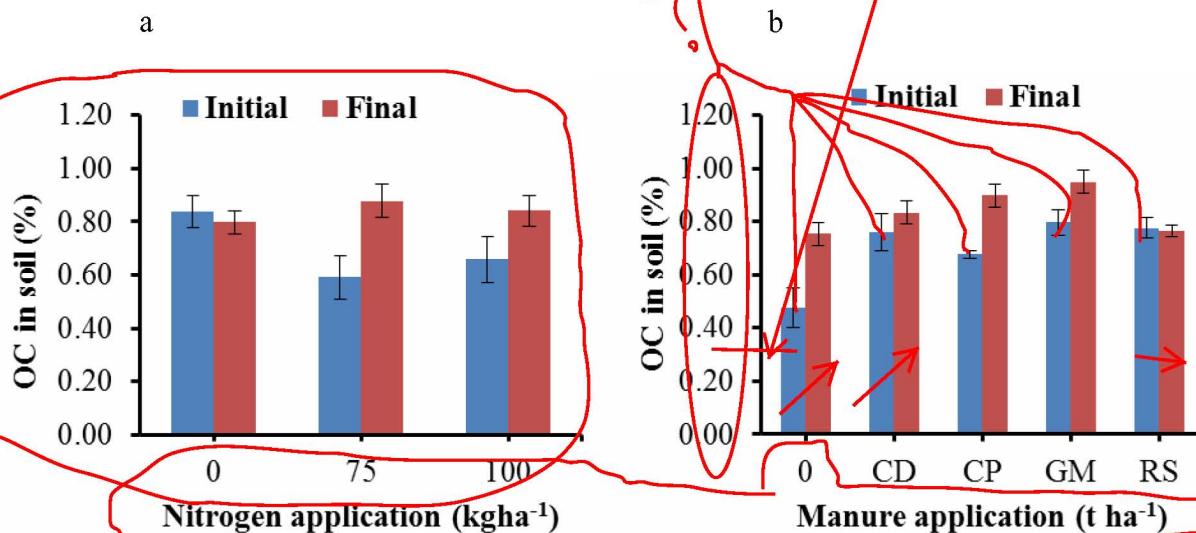 a
Initial Final
OC in soil (%)
1.20
1.00
0.80
0.60
0.40
0.20
0.00
0 75 100
Nitrogen application (kgha⁻¹)
b
Initial Final
OC in soil (%)
1.20
1.00
0.80
0.60
0.40
0.20
0.00
0 CD CP GM RS
Manure application (t ha⁻¹)